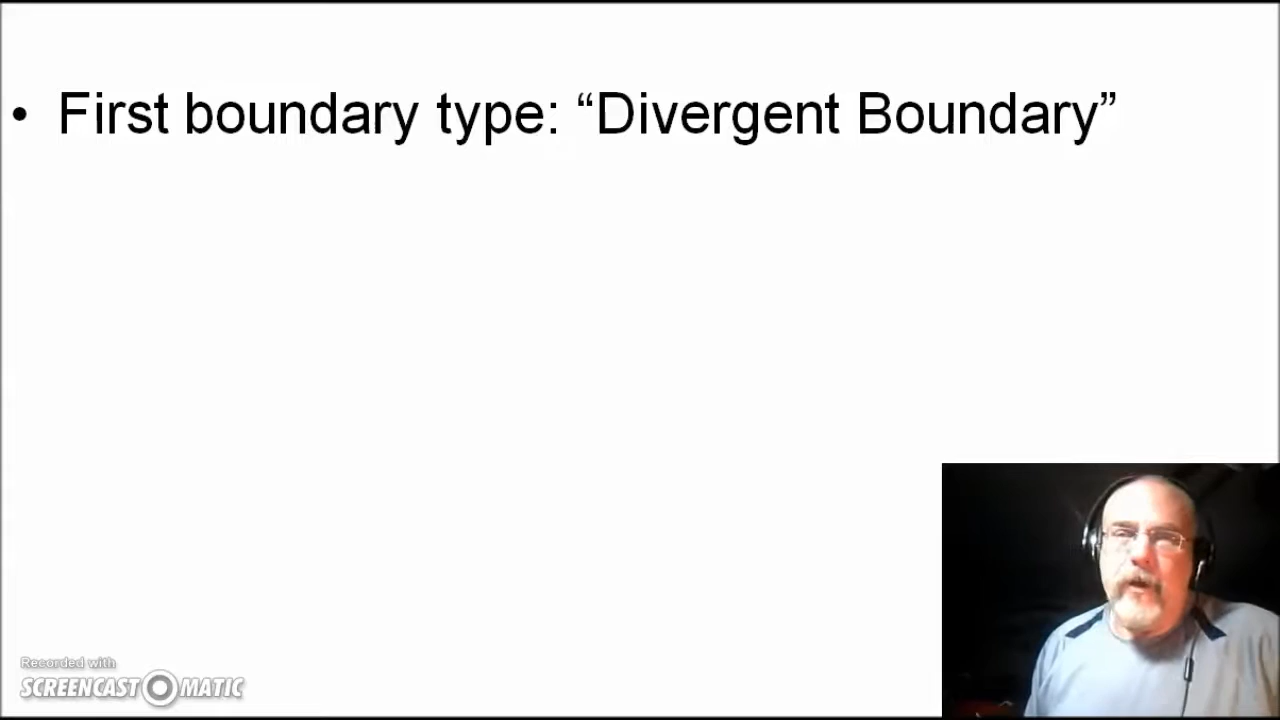 • First boundary type: “Divergent Boundary”
Recorded with
SCREENCAST-O-MATIC